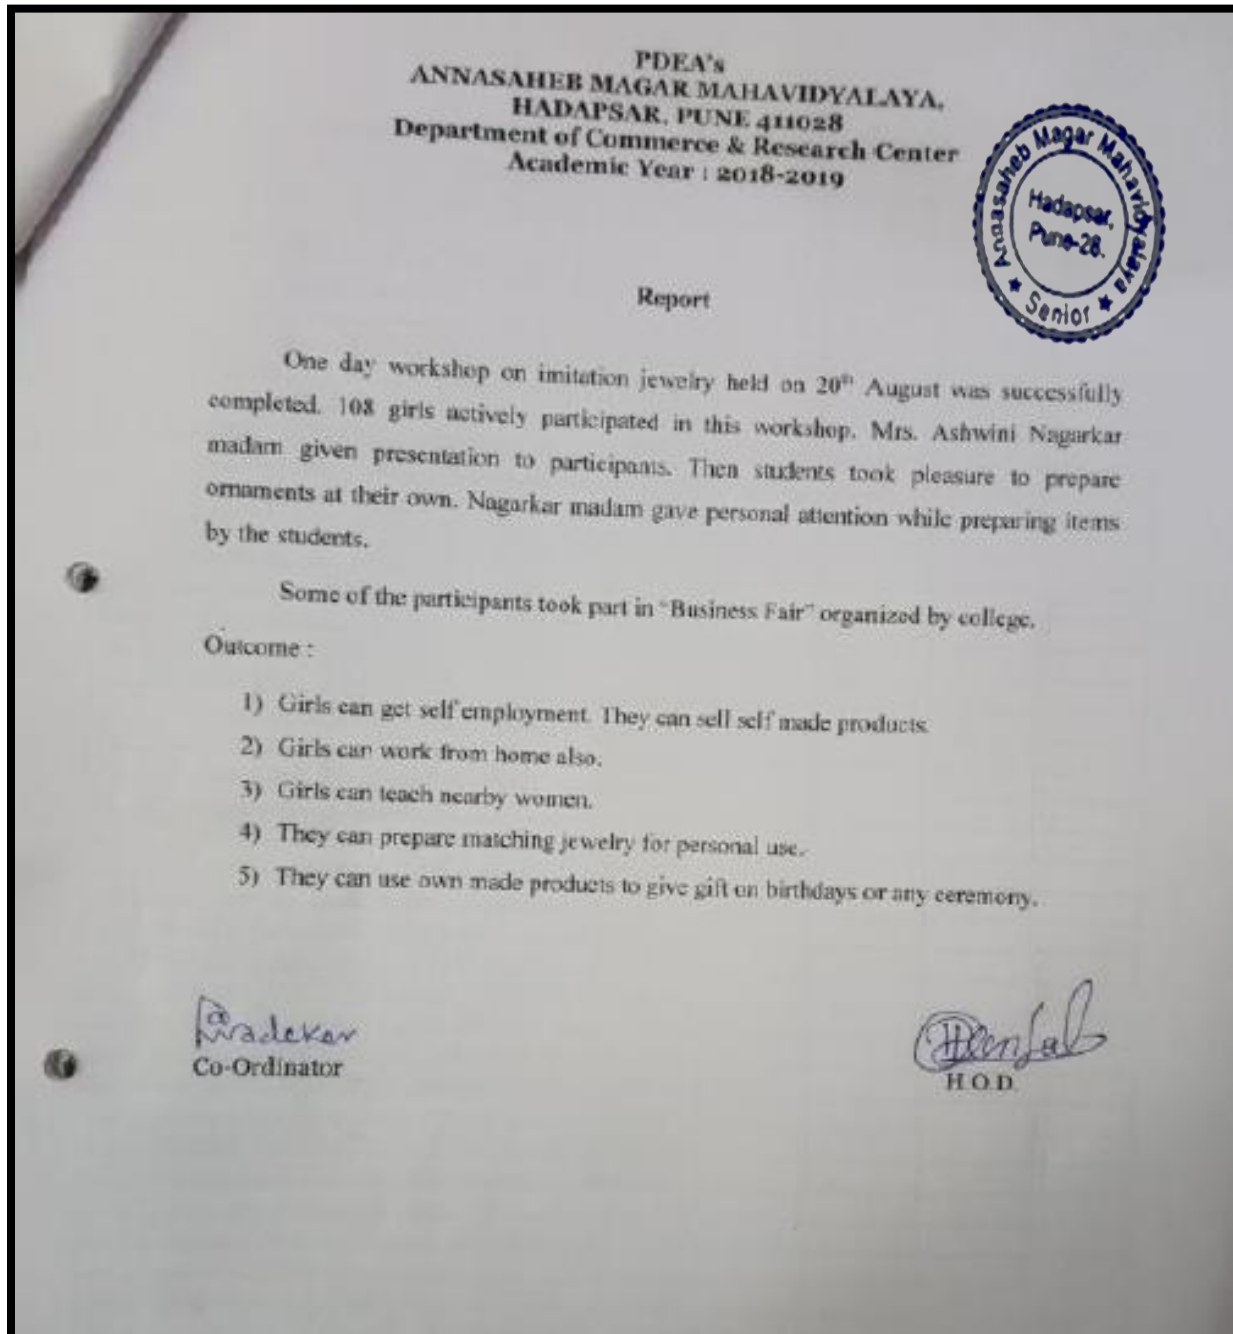 PDEA's
ANNASAHEB MAGAR MAHAVIDYALAYA,
HADAPSAR, PUNE 411028
Department of Commerce & Research Center
Academic Year : 2018-2019
Annasaheb Magar Mahavidyalaya
Hadapsar,
Pune-28.
★ Senior ★
Report
One day workshop on imitation jewelry held on 20th August was successfully
completed. 108 girls actively participated in this workshop. Mrs. Ashwini Nagarkar
madam given presentation to participants. Then students took pleasure to prepare
ornaments at their own. Nagarkar madam gave personal attention while preparing items
by the students.
Some of the participants took part in "Business Fair" organized by college.
Outcome :
1) Girls can get self employment. They can sell self made products.
2) Girls can work from home also.
3) Girls can teach nearby women.
4) They can prepare matching jewelry for personal use.
5) They can use own made products to give gift on birthdays or any ceremony.
Co-Ordinator
H.O.D.